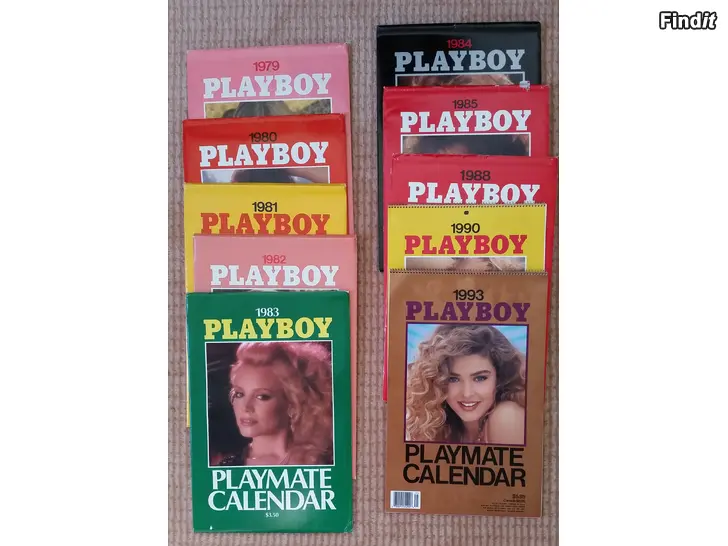 Findit
1979
PLAYBOY
1980
PLAYBOY
1981
PLAYBOY
1982
PLAYBOY
1983
PLAYBOY
PLAYMATE
CALENDAR
$3.50
1984
PLAYBOY
1985
PLAYBOY
1988
PLAYBOY
1990
PLAYBOY
1993
PLAYBOY
PLAYMATE
CALENDAR